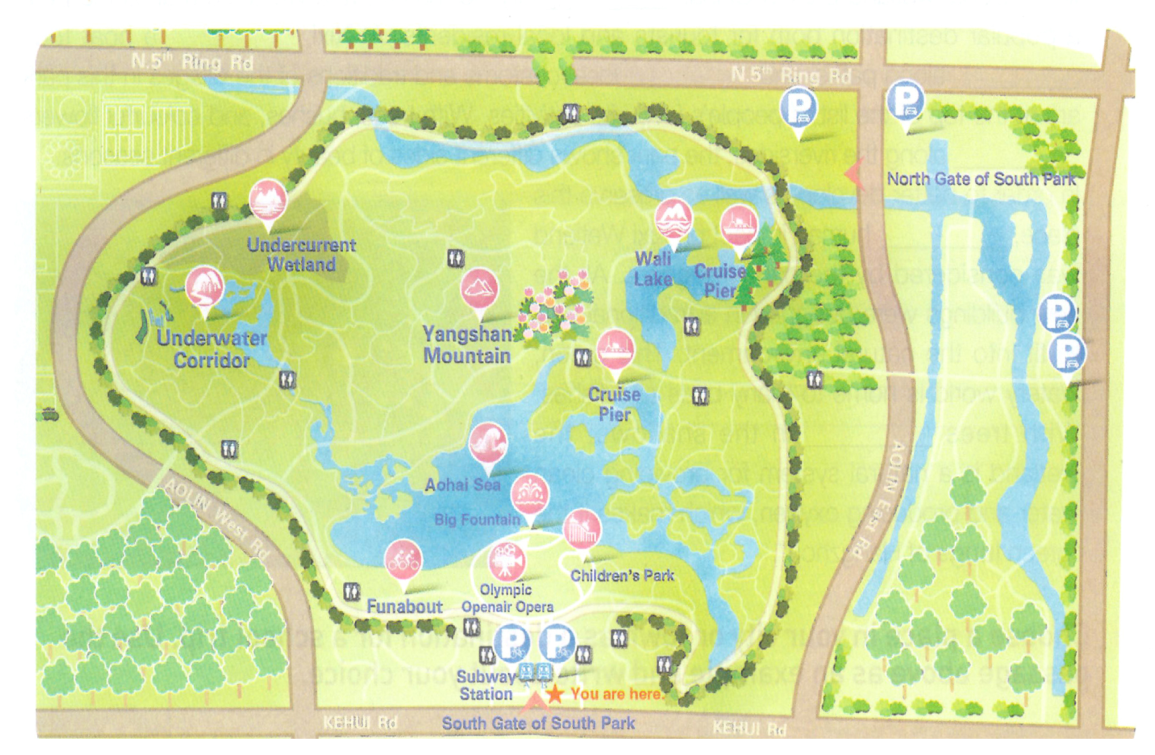 N.5th Ring Rd
N.5th Ring Rd
P
P
North Gate of South Park
Undercurrent
Wetland
Wali
Lake
Cruise
Pier
Underwater
Corridor
Yangshan
Mountain
P
P
Cruise
Pier
Aohai Sea
Big Fountain
AOLIN West Rd
AOLIN East Rd
Children's Park
Olympic
Openair Opera
Funabout
P
P
Subway
Station
You are here.
KEHUI Rd
South Gate of South Park
KEHUI Rd